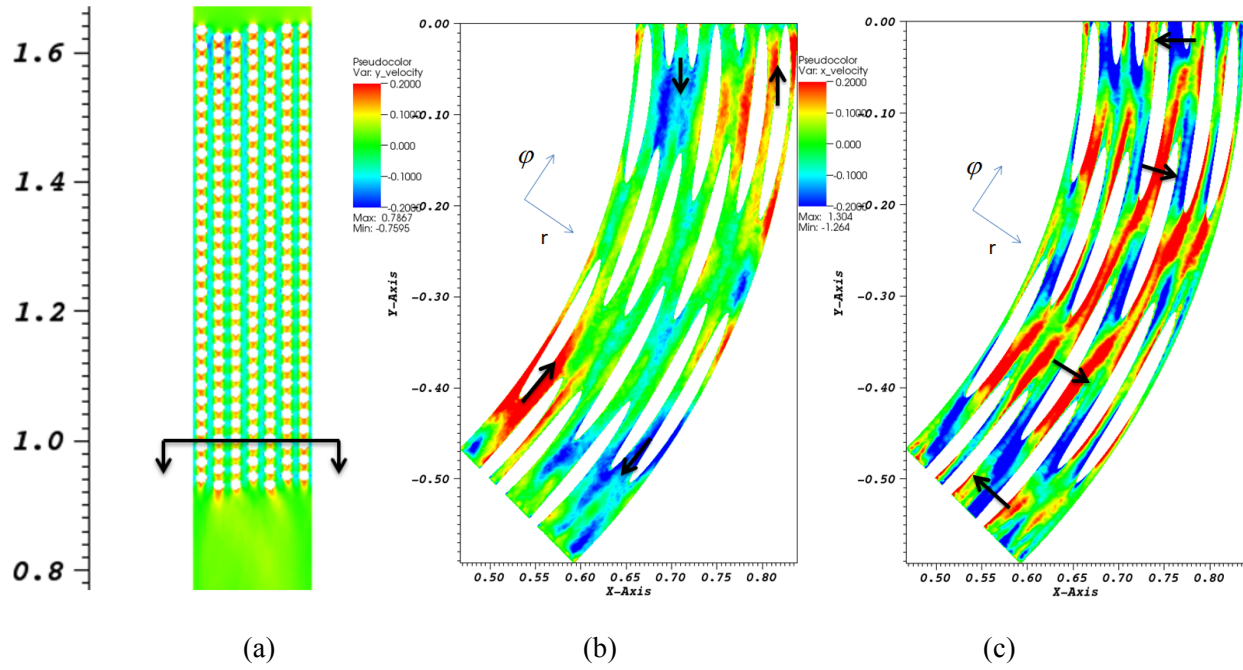 1.6
1.4
1.2
1.0
0.8
Pseudocolor
Var: y_velocity
0.2000
0.1000
0.000
-0.1000
-0.2000
Max: 0.7867
Min: -0.7595
0.00
-0.10
-0.20
-0.30
-0.40
-0.50
Y-Axis
0.50 0.55 0.60 0.65 0.70 0.75 0.80
X-Axis
φ
r
Pseudocolor
Var: x_velocity
0.2000
0.1000
0.000
-0.1000
-0.2000
Max: 1.304
Min: -1.264
0.00
-0.10
-0.20
-0.30
-0.40
-0.50
Y-Axis
0.50 0.55 0.60 0.65 0.70 0.75 0.80
X-Axis
φ
r
(a) (b) (c)